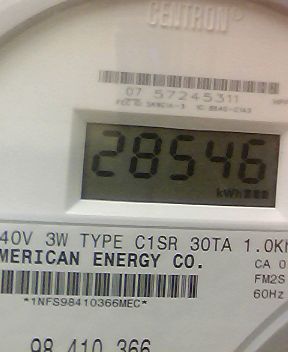 CENTRON®
07 57245311
28546
kWh
40V 3W TYPE C1SR 30TA 1.0K
MERICAN ENERGY CO.
CA 0
FM2S
60Hz
*1NFS98410366MEC*
98 410 366